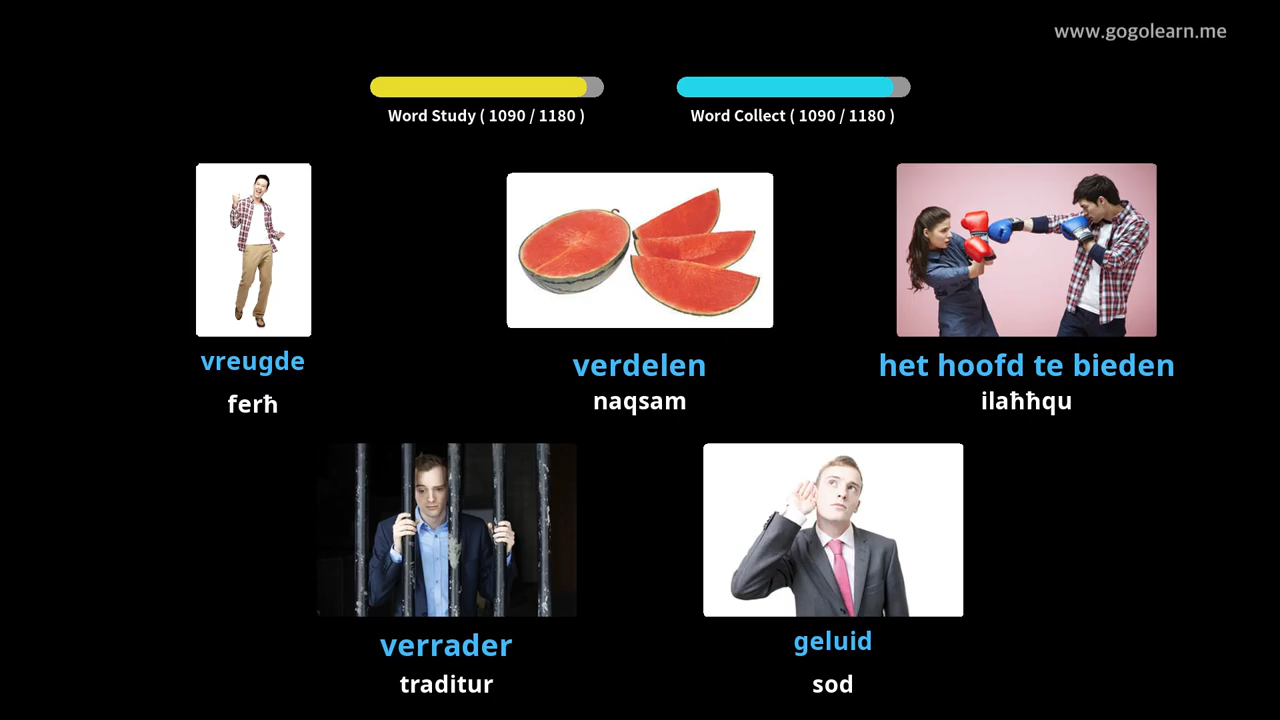 www.gogolearn.me
Word Study ( 1090 / 1180 )
Word Collect ( 1090 / 1180 )
vreugde
ferħ
verdelen
naqsam
het hoofd te bieden
ilaħħqu
verrader
traditur
geluid
sod